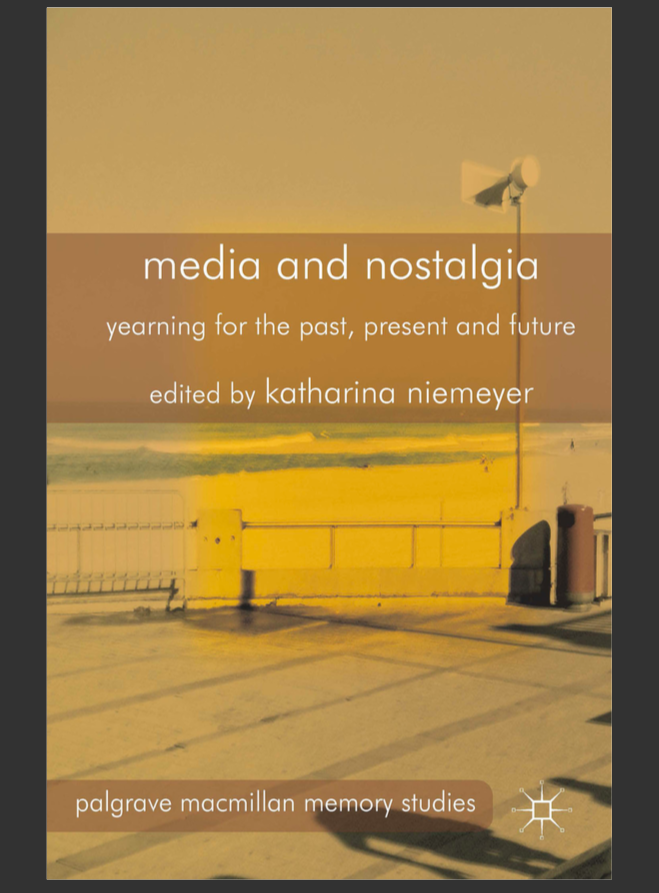 media and nostalgia
yearning for the past, present and future
edited by katharina niemeyer
palgrave macmillan memory studies